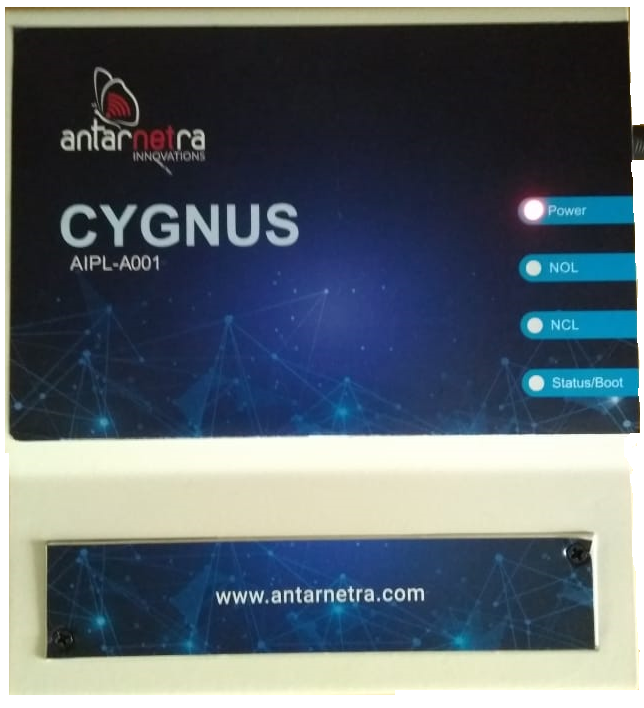 antarnetra
INNOVATIONS
CYGNUS
AIPL-A001
Power
NOL
NCL
Status/Boot
www.antarnetra.com